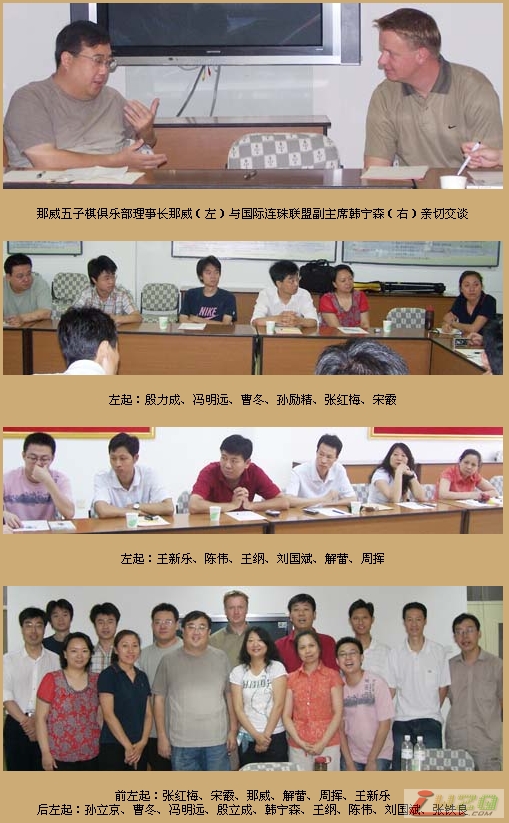 那威五子棋俱乐部理事长那威（左）与国际连珠联盟副主席韩宁森（右）亲切交谈
NIKE
左起：殷力成、冯明远、曹冬、孙励精、张红梅、宋霞
左起：王新乐、陈伟、王纲、刘国斌、解蕾、周挥
前左起：张红梅、宋霞、那威、解蕾、周挥、王新乐
后左起：孙立京、曹冬、冯明远、殷立成、韩宁森、王纲、陈伟、刘国斌、张铁良
.COM